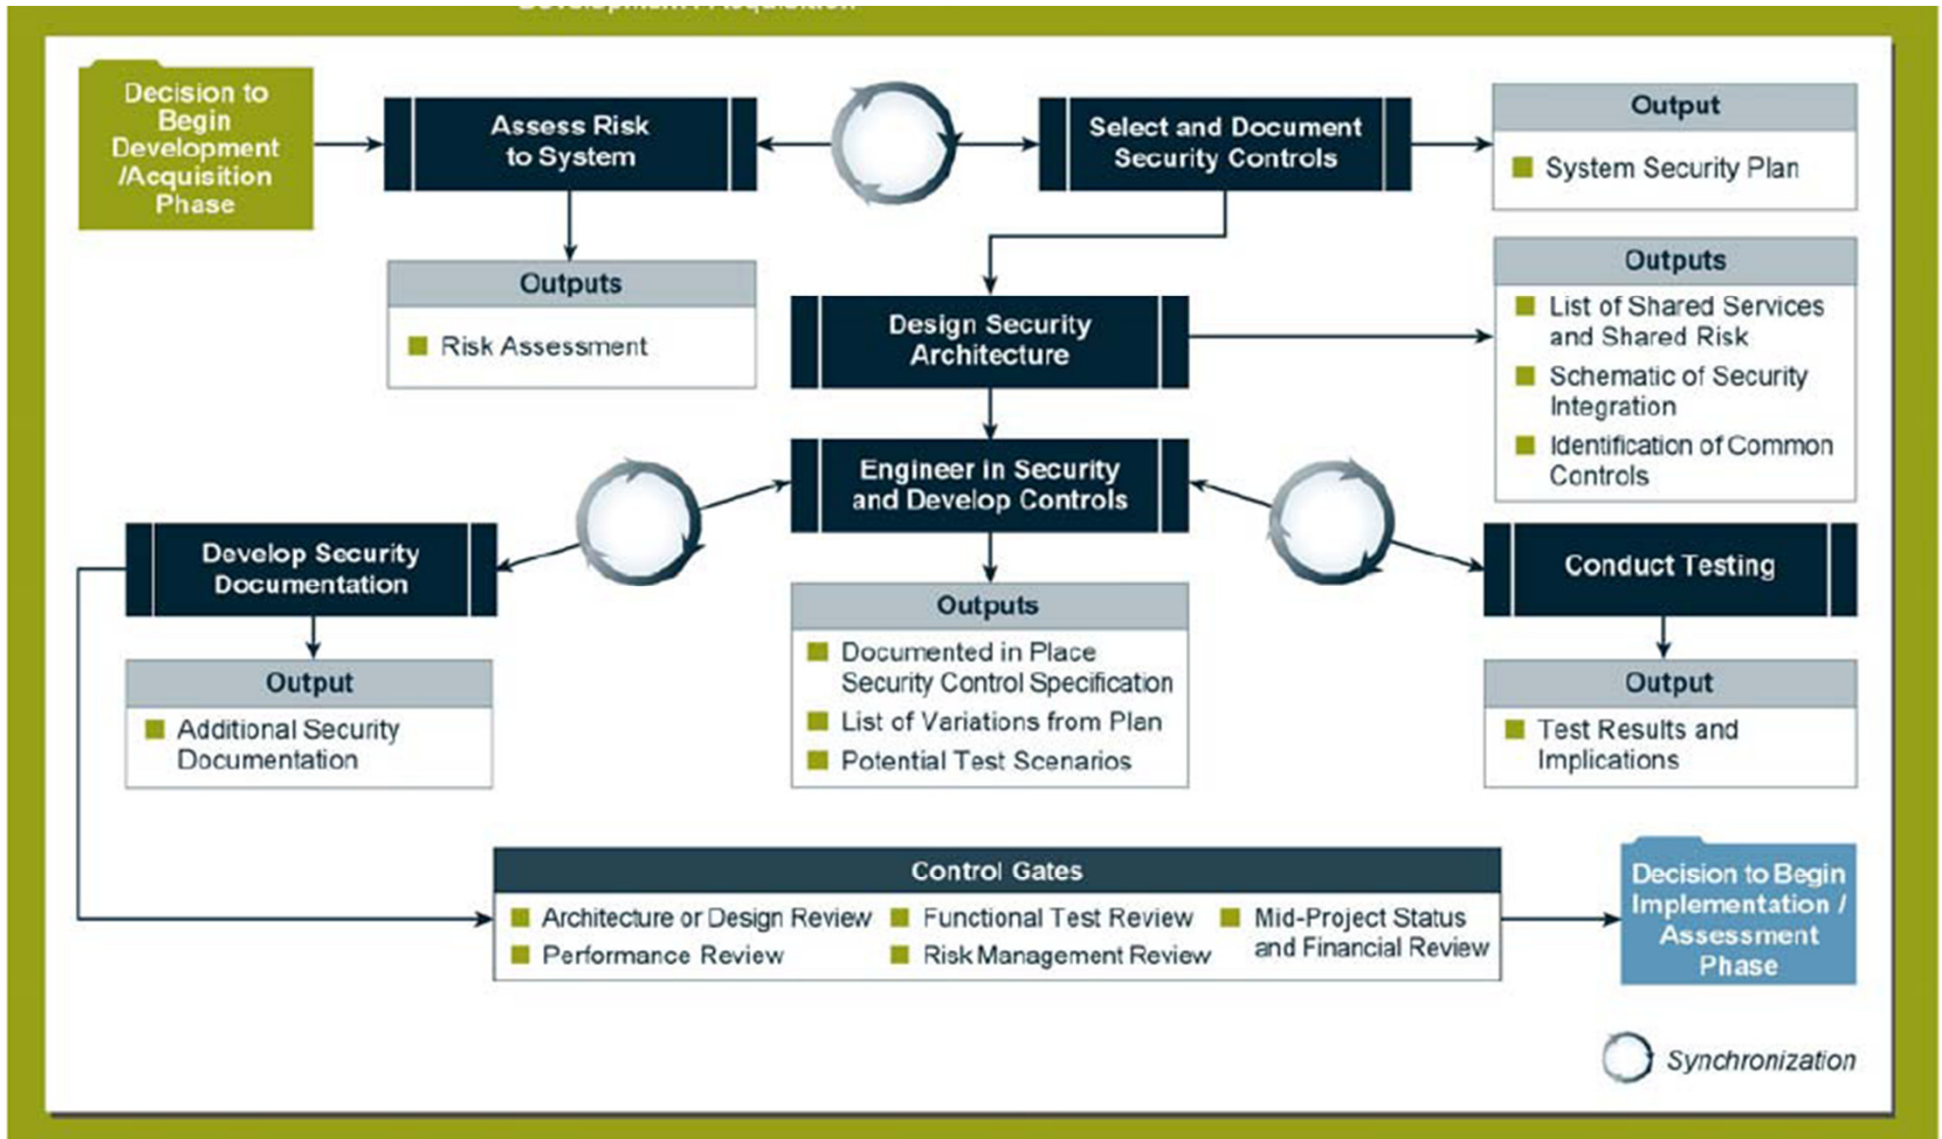 Development / Acquisition
Decision to
Begin
Development
/Acquisition
Phase
Assess Risk
to System
Select and Document
Security Controls
Output
System Security Plan
Outputs
Risk Assessment
Design Security
Architecture
Outputs
List of Shared Services
and Shared Risk
Schematic of Security
Integration
Identification of Common
Controls
Engineer in Security
and Develop Controls
Develop Security
Documentation
Conduct Testing
Output
Additional Security
Documentation
Outputs
Documented in Place
Security Control Specification
List of Variations from Plan
Potential Test Scenarios
Output
Test Results and
Implications
Control Gates
Architecture or Design Review
Performance Review
Functional Test Review
Risk Management Review
Mid-Project Status
and Financial Review
Decision to Begin
Implementation /
Assessment
Phase
Synchronization